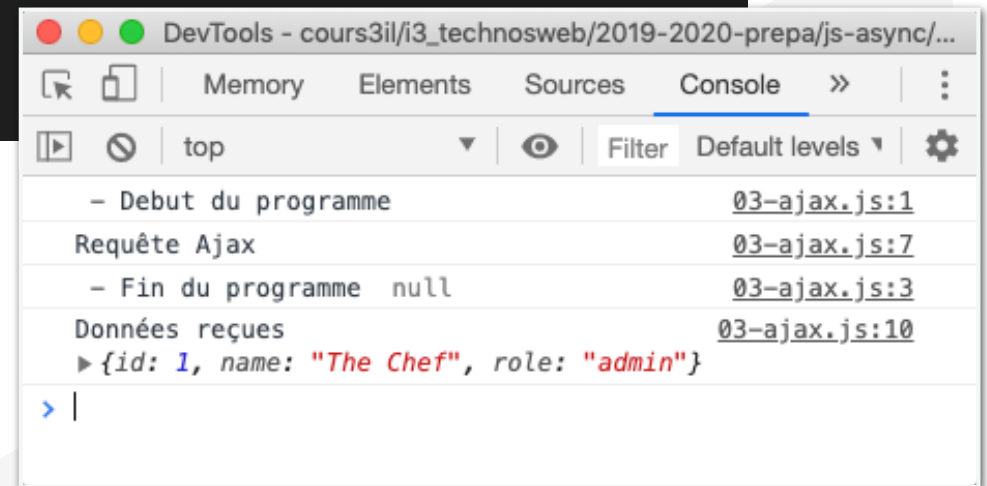 DevTools - cours3il/i3_technosweb/2019-2020-prepa/js-async/...
Memory Elements Sources Console »
top Filter Default levels
– Debut du programme 03-ajax.js:1
Requête Ajax 03-ajax.js:7
– Fin du programme null 03-ajax.js:3
Données reçues 03-ajax.js:10
{id: 1, name: "The Chef", role: "admin"}
>